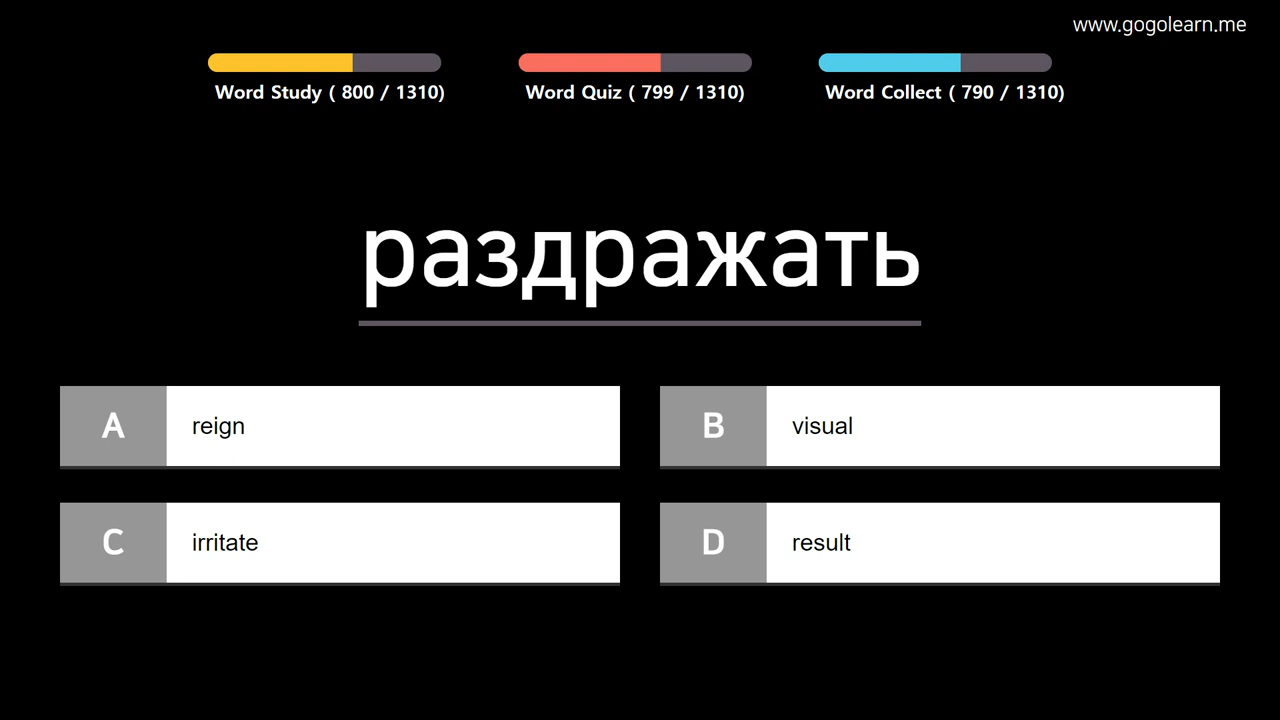 www.gogolearn.me
Word Study ( 800 / 1310)
Word Quiz ( 799 / 1310)
Word Collect ( 790 / 1310)
раздражать
A reign
B visual
C irritate
D result